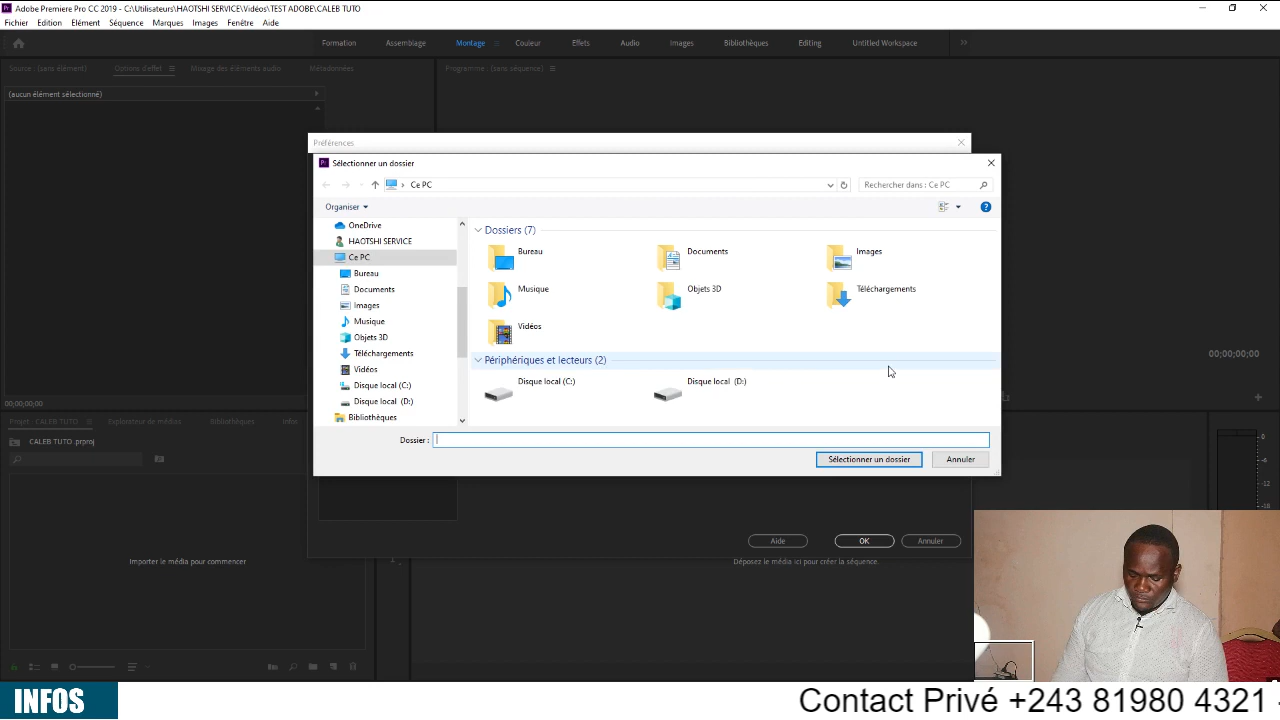 Adobe Premiere Pro CC 2019 - C:\Utilisateurs\HAOTSHI SERVICE\Vidéos\TEST ADOBE\CALEB TUTO
Fichier Edition Elément Séquence Marques Images Fenêtre Aide
Formation Assemblage Montage Couleur Effets Audio Images Bibliothèques Editing Untitled Workspace
Source : (sans élément) Options d'effet Mixage des éléments audio Métadonnées Programme : (sans séquence)
(aucun élément sélectionné)
Préférences
Sélectionner un dossier
Ce PC
Rechercher dans : Ce PC
Organiser
OneDrive
HAOTSHI SERVICE
Ce PC
Bureau
Documents
Images
Musique
Objets 3D
Téléchargements
Vidéos
Disque local (C:)
Disque local (D:)
Bibliothèques
Dossiers (7)
Bureau Documents Images
Musique Objets 3D Téléchargements
Vidéos
Périphériques et lecteurs (2)
Disque local (C:) Disque local (D:)
Dossier :
Sélectionner un dossier Annuler
Aide OK Annuler
00;00;00;00
00;00;00;00
Projet : CALEB TUTO Explorateur de médias Bibliothèques Infos
CALEB TUTO.prproj
Importer le média pour commencer
Déposez le média ici pour créer la séquence.
0
-6
-12
-18
INFOS
Contact Privé +243 81980 4321 -